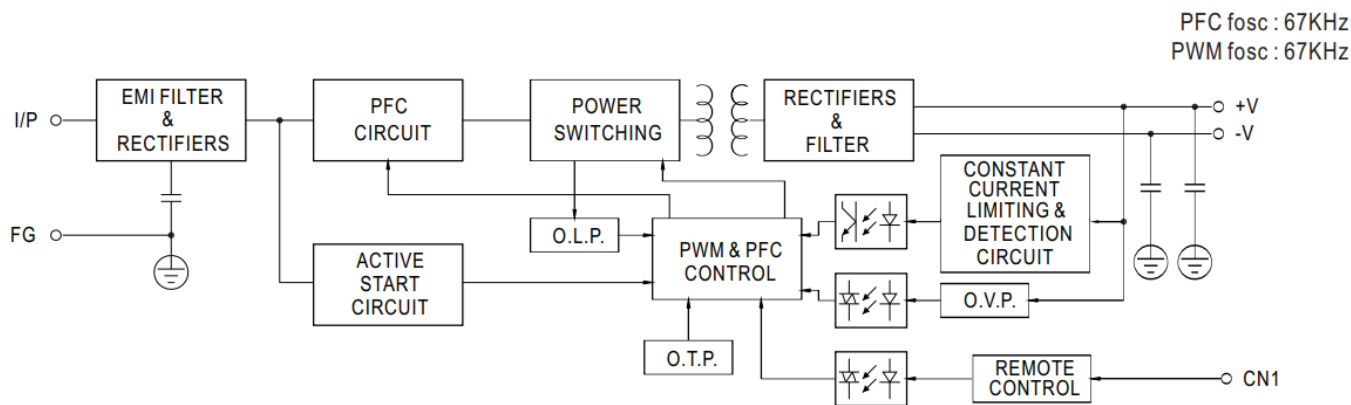 PFC fosc : 67KHz
PWM fosc : 67KHz
I/P
EMI FILTER
&
RECTIFIERS
PFC
CIRCUIT
POWER
SWITCHING
RECTIFIERS
&
FILTER
+V
-V
FG
ACTIVE
START
CIRCUIT
O.L.P.
PWM & PFC
CONTROL
CONSTANT
CURRENT
LIMITING &
DETECTION
CIRCUIT
O.V.P.
O.T.P.
REMOTE
CONTROL
CN1